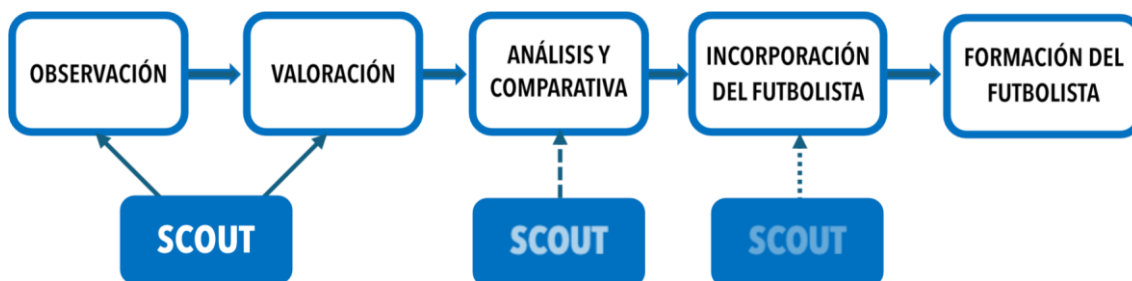 OBSERVACIÓN
VALORACIÓN
ANÁLISIS Y
COMPARATIVA
INCORPORACIÓN
DEL FUTBOLISTA
FORMACIÓN DEL
FUTBOLISTA
SCOUT
SCOUT
SCOUT